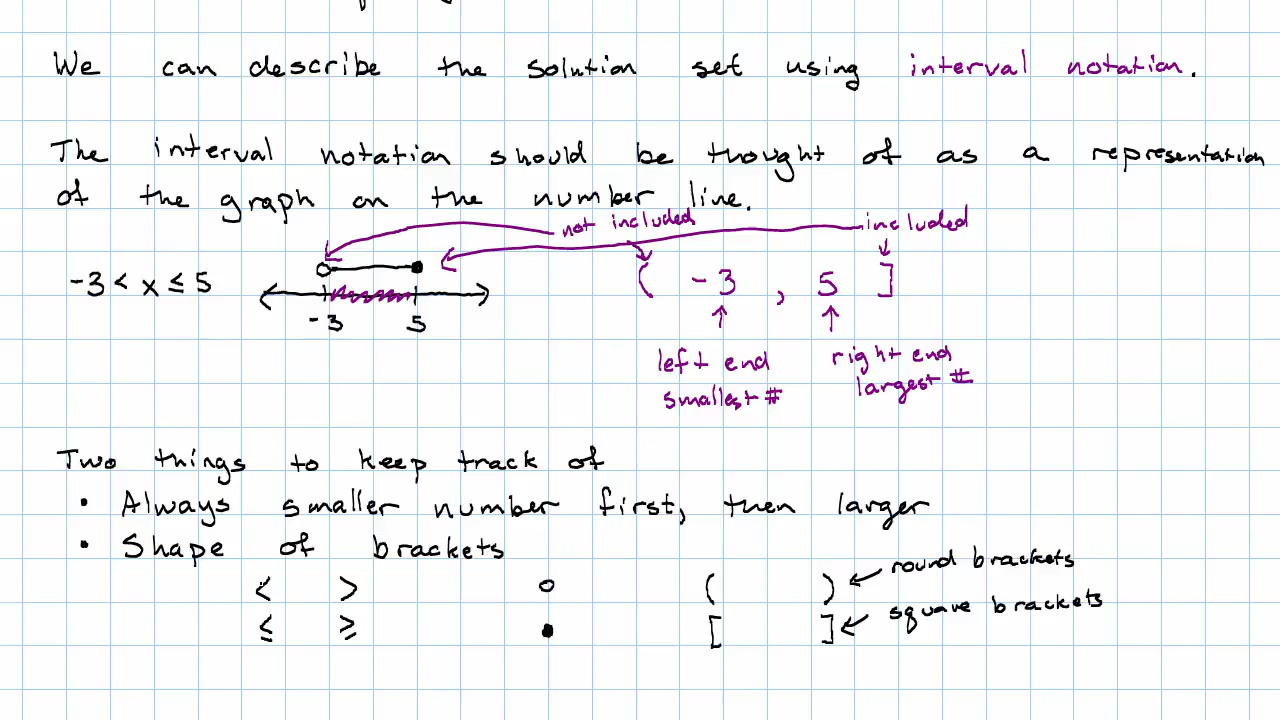 We can describe the solution set using interval notation.
The interval notation should be thought of as a representation
of the graph on the number line.
not included included
-3 < x ≤ 5
( -3 , 5 ]
-3 5
left end right end
smallest # largest #
Two things to keep track of
• Always smaller number first, then larger
• Shape of brackets
< > ○ ( ) ← round brackets
≤ ≥ ● [ ] ← square brackets